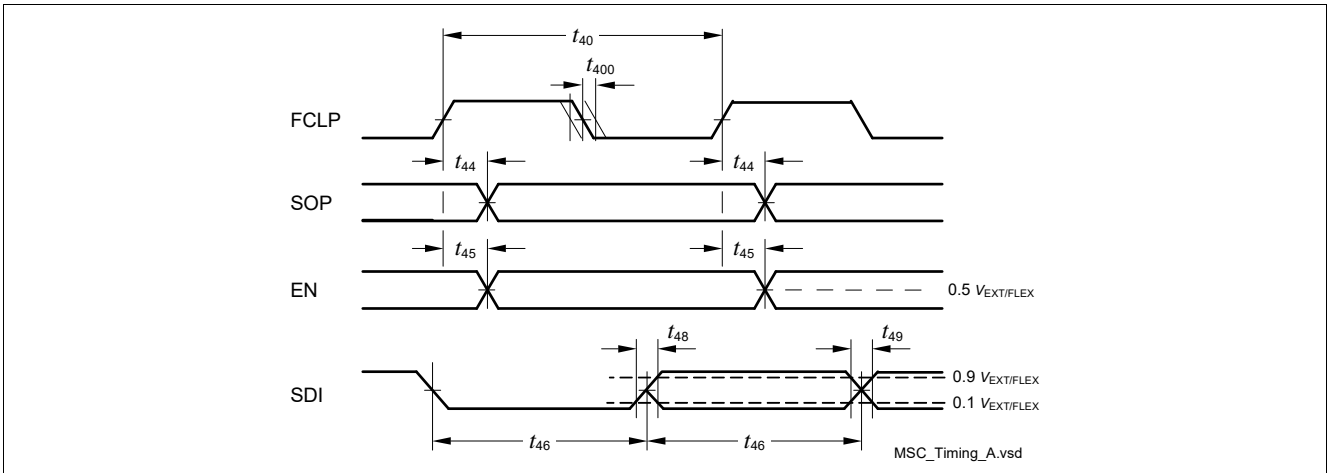 t40
t400
FCLP
t44
t44
SOP
t45
t45
EN
0.5 VEXT/FLEX
t48
t49
0.9 VEXT/FLEX
SDI
0.1 VEXT/FLEX
t46
t46
MSC_Timing_A.vsd